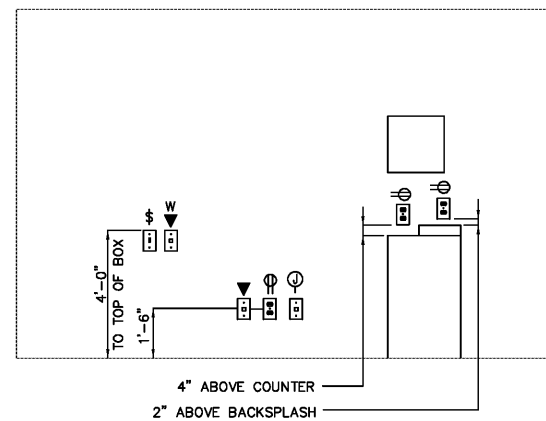 $ W
4'-0"
TO TOP OF BOX
1'-6"
J
4" ABOVE COUNTER
2" ABOVE BACKSPLASH